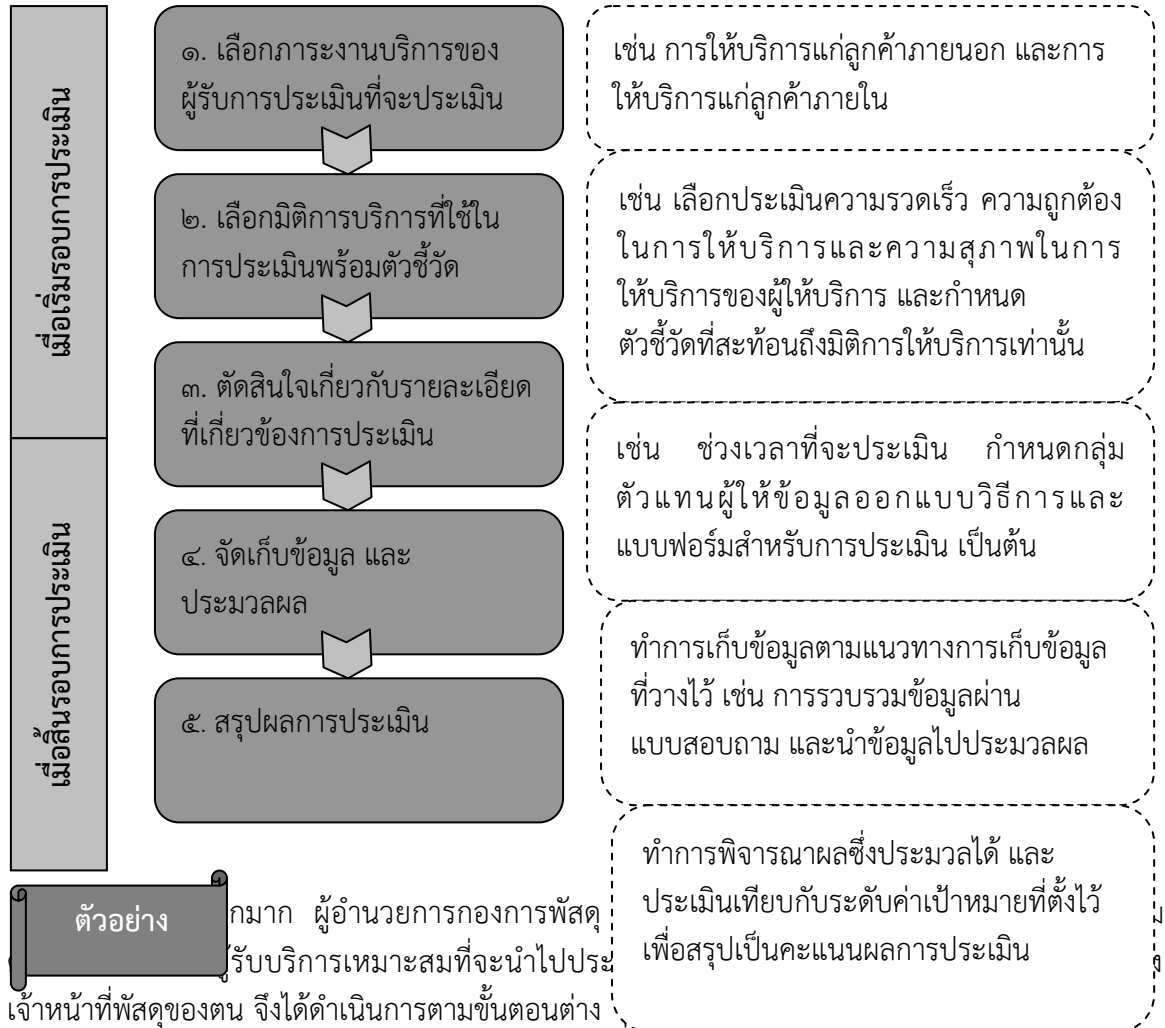 เมื่อเริ่มรอบการประเมิน
๑. เลือกภาระงานบริการของ
ผู้รับการประเมินที่จะประเมิน
เช่น การให้บริการแก่ลูกค้าภายนอก และการ
ให้บริการแก่ลูกค้าภายใน
๒. เลือกมิติการบริการที่ใช้ใน
การประเมินพร้อมตัวชี้วัด
เช่น เลือกประเมินความรวดเร็ว ความถูกต้อง
ในการให้บริการและความสุภาพในการ
ให้บริการของผู้ให้บริการ และกำหนด
ตัวชี้วัดที่สะท้อนถึงมิติการให้บริการเท่านั้น
๓. ตัดสินใจเกี่ยวกับรายละเอียด
ที่เกี่ยวข้องการประเมิน
เช่น ช่วงเวลาที่จะประเมิน กำหนดกลุ่ม
ตัวแทนผู้ให้ข้อมูลออกแบบวิธีการและ
แบบฟอร์มสำหรับการประเมิน เป็นต้น
เมื่อสิ้นรอบการประเมิน
๔. จัดเก็บข้อมูล และ
ประมวลผล
ทำการเก็บข้อมูลตามแนวทางการเก็บข้อมูล
ที่วางไว้ เช่น การรวบรวมข้อมูลผ่าน
แบบสอบถาม และนำข้อมูลไปประมวลผล
๕. สรุปผลการประเมิน
ทำการพิจารณาผลซึ่งประมวลได้ และ
ประเมินเทียบกับระดับค่าเป้าหมายที่ตั้งไว้
เพื่อสรุปเป็นคะแนนผลการประเมิน
ตัวอย่าง
กมาก ผู้อำนวยการกองการพัสดุ
รับบริการเหมาะสมที่จะนำไปประ
เจ้าหน้าที่พัสดุของตน จึงได้ดำเนินการตามขั้นตอนต่าง